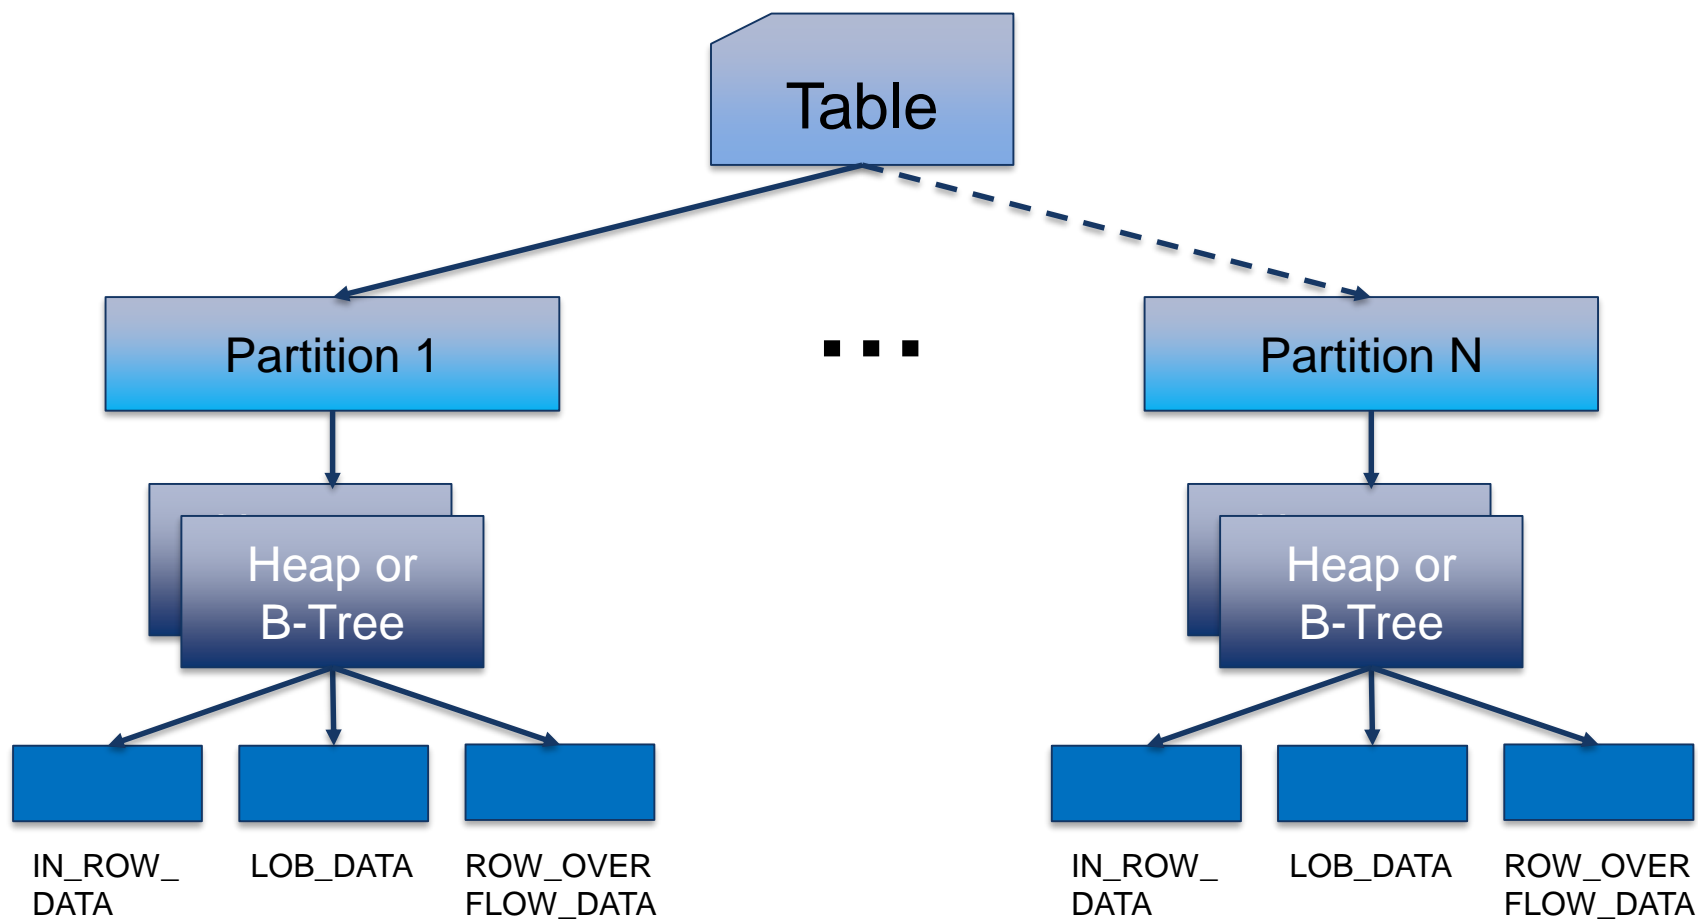 Table
Partition 1
...
Partition N
Heap or
B-Tree
Heap or
B-Tree
IN_ROW_
DATA
LOB_DATA
ROW_OVER
FLOW_DATA
IN_ROW_
DATA
LOB_DATA
ROW_OVER
FLOW_DATA